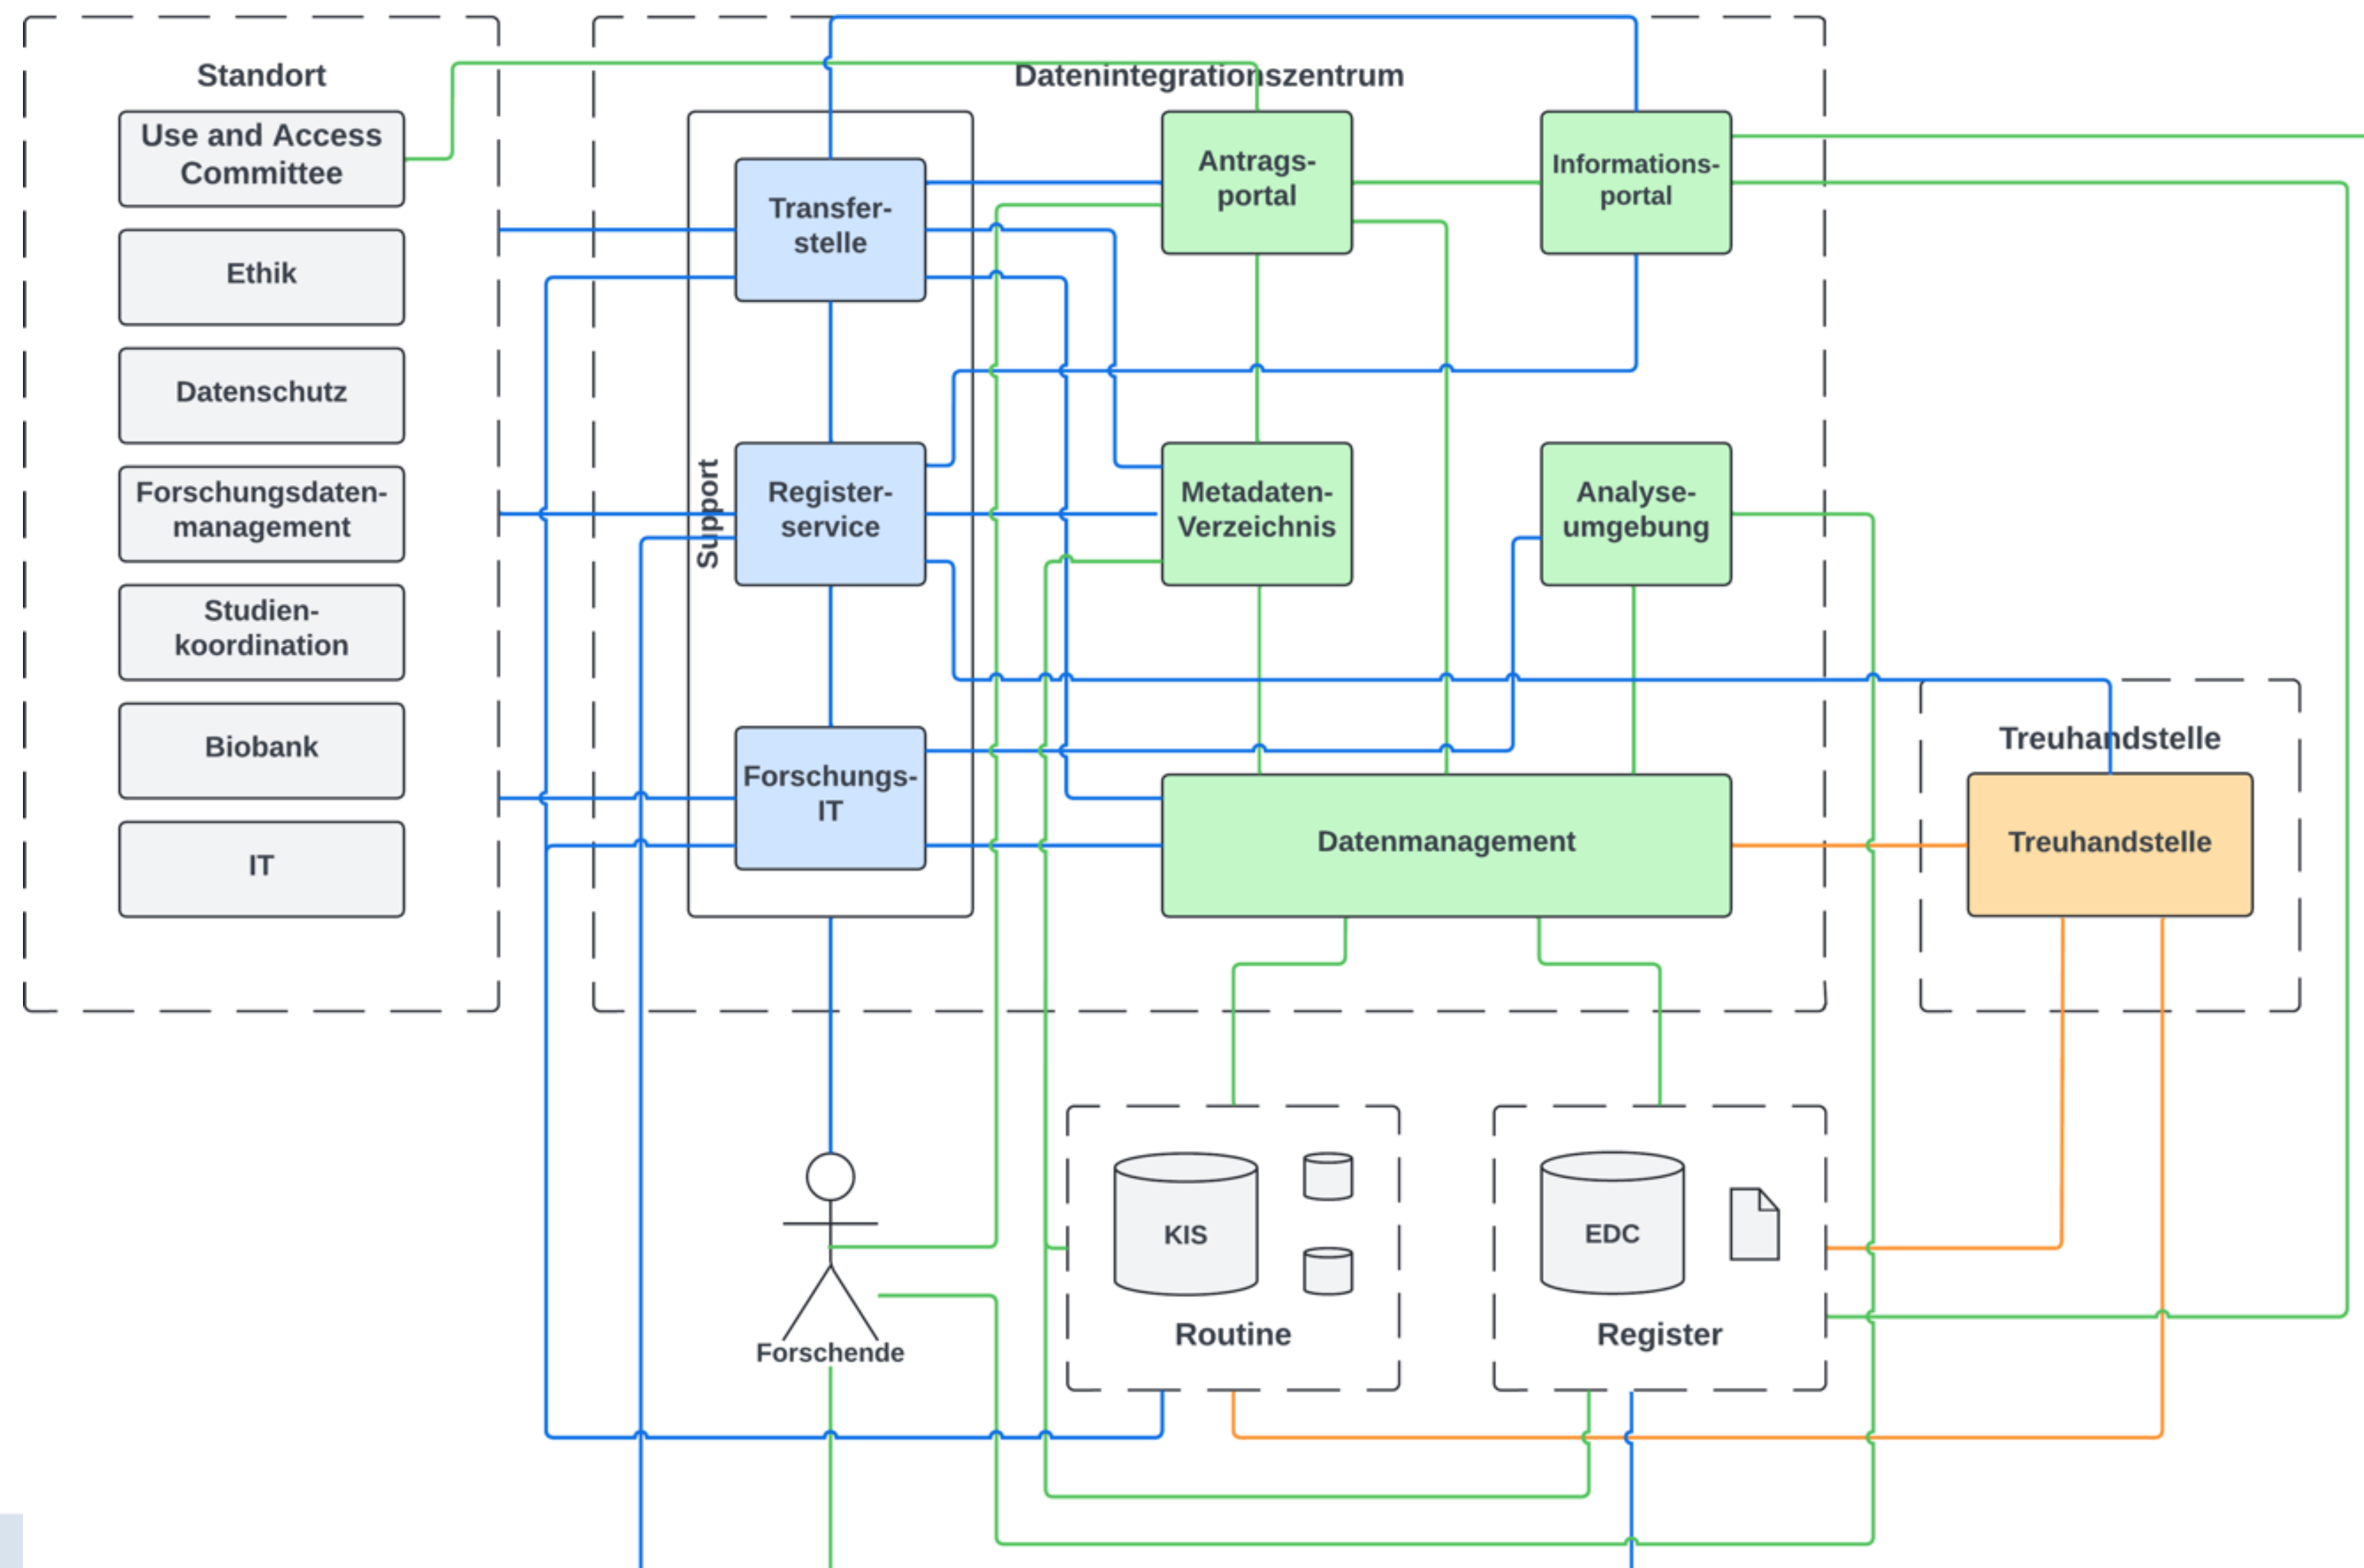 Standort
Use and Access
Committee
Ethik
Datenschutz
Forschungsdaten-
management
Studien-
koordination
Biobank
IT
Datenintegrationszentrum
Support
Transfer-
stelle
Register-
service
Forschungs-
IT
Antrags-
portal
Informations-
portal
Metadaten-
Verzeichnis
Analyse-
umgebung
Datenmanagement
Treuhandstelle
Treuhandstelle
Forschende
KIS
Routine
EDC
Register